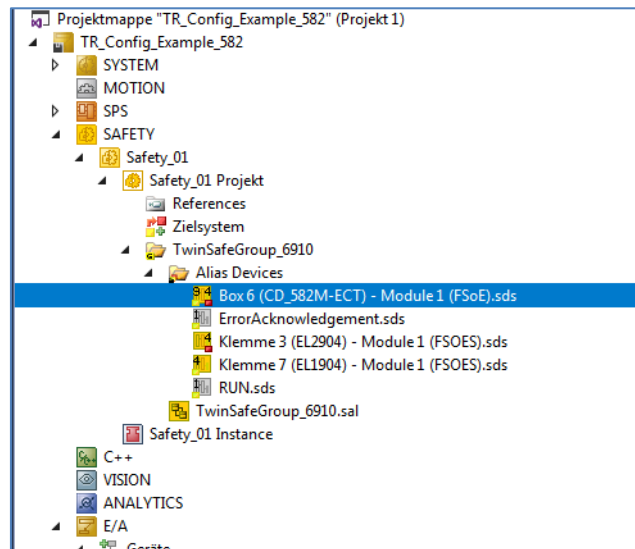 Projektmappe "TR_Config_Example_582" (Projekt 1)
TR_Config_Example_582
SYSTEM
MOTION
SPS
SAFETY
Safety_01
Safety_01 Projekt
References
Zielsystem
TwinSafeGroup_6910
Alias Devices
Box 6 (CD_582M-ECT) - Module 1 (FSoE).sds
ErrorAcknowledgement.sds
Klemme 3 (EL2904) - Module 1 (FSOES).sds
Klemme 7 (EL1904) - Module 1 (FSOES).sds
RUN.sds
TwinSafeGroup_6910.sal
Safety_01 Instance
C++
VISION
ANALYTICS
E/A
Geräte